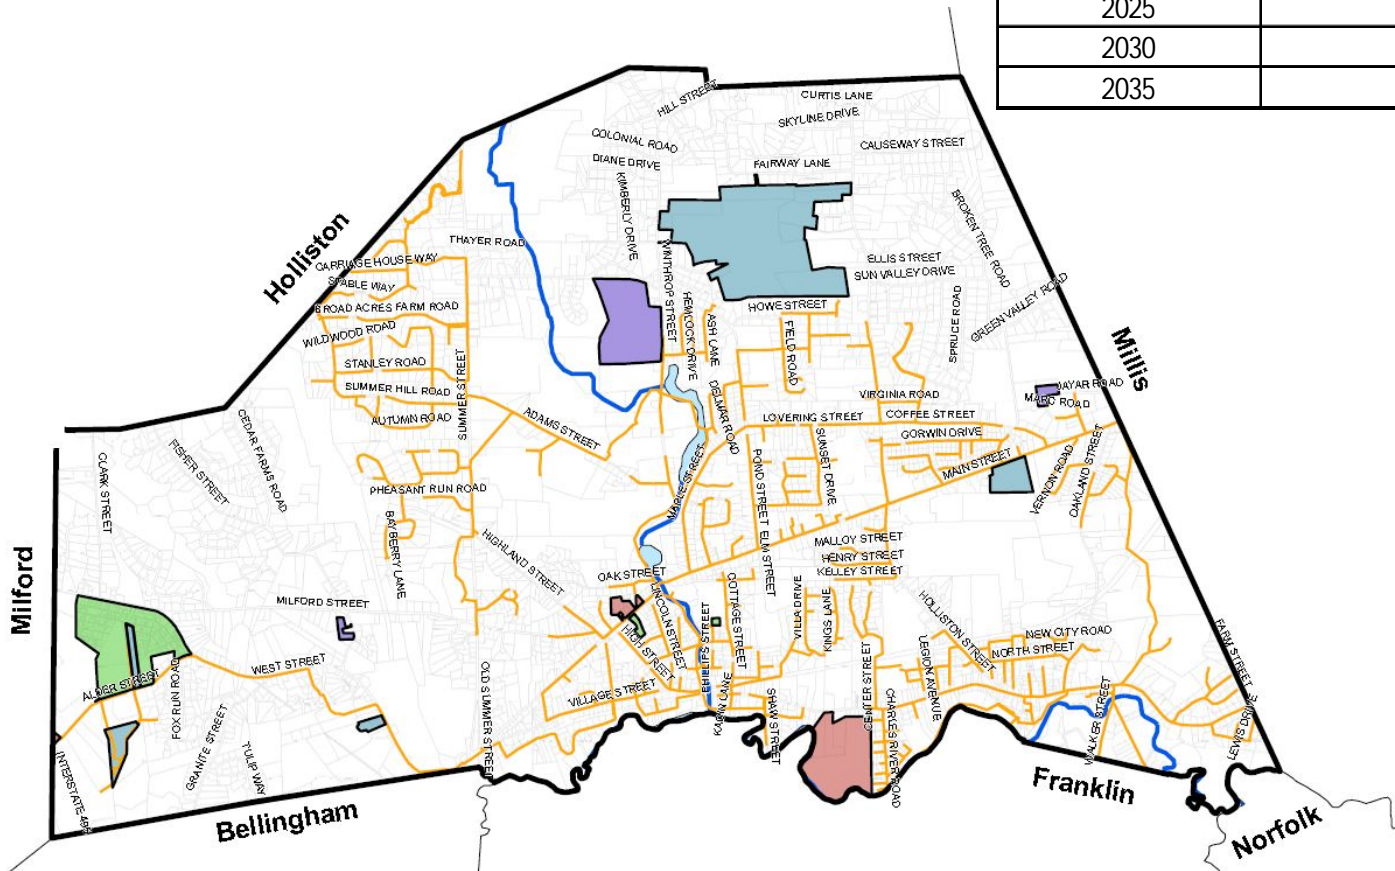 2025
2030
2035
HILL STREET
CURTIS LANE
SKYLINE DRIVE
COLONIAL ROAD
CAUSEWAY STREET
DIANE DRIVE
FAIRWAY LANE
KIMBERLY DRIVE
BROKEN TREE ROAD
Holliston
THAYER ROAD
WINTHROP STREET
CARRIAGE HOUSE WAY
ELLIS STREET
SUN VALLEY DRIVE
STABLE WAY
GREEN VALLEY ROAD
BROAD ACRES FARM ROAD
HEMLOCK DRIVE
ASH LANE
HOWE STREET
SPRUCE ROAD
WILDWOOD ROAD
FIELD ROAD
Millis
STANLEY ROAD
SUMMER STREET
SUMMER HILL ROAD
DELMAR ROAD
VIRGINIA ROAD
JAYAR ROAD
MARC ROAD
AUTUMN ROAD
ADAMS STREET
LOVERING STREET
COFFEE STREET
CEDAR FARMS ROAD
GORWIN DRIVE
FISHER STREET
CLARK STREET
SUNSET DRIVE
MAIN STREET
VERNON ROAD
OAKLAND STREET
PHEASANT RUN ROAD
MAPLE STREET
POND STREET
BAYBERRY LANE
HIGHLAND STREET
ELM STREET
MALLOY STREET
HENRY STREET
KELLEY STREET
Milford
OAK STREET
MILFORD STREET
LINCOLN STREET
COTTAGE STREET
VILLA DRIVE
KINGS LANE
HOLLISTON STREET
HIGH STREET
PHILLIPS STREET
NEW CITY ROAD
NORTH STREET
FARM STREET
WEST STREET
ALDER STREET
FOX RUN ROAD
OLD SUMMER STREET
VILLAGE STREET
KAGIN LANE
SHAW STREET
CENTER STREET
LEGION AVENUE
CHARLES RIVER ROAD
WALKER STREET
LEWIS DRIVE
GRANITE STREET
TULIP WAY
INTERSTATE 495
Bellingham
Franklin
Norfolk